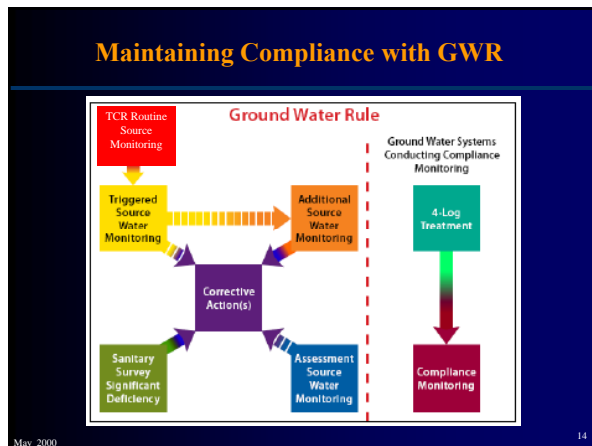 Maintaining Compliance with GWR
TCR Routine
Source
Monitoring
Ground Water Rule
Ground Water Systems
Conducting Compliance
Monitoring
Triggered
Source
Water
Monitoring
Additional
Source
Water
Monitoring
4-Log
Treatment
Corrective
Action(s)
Sanitary
Survey
Significant
Deficiency
Assessment
Source
Water
Monitoring
Compliance
Monitoring
May, 2000
14